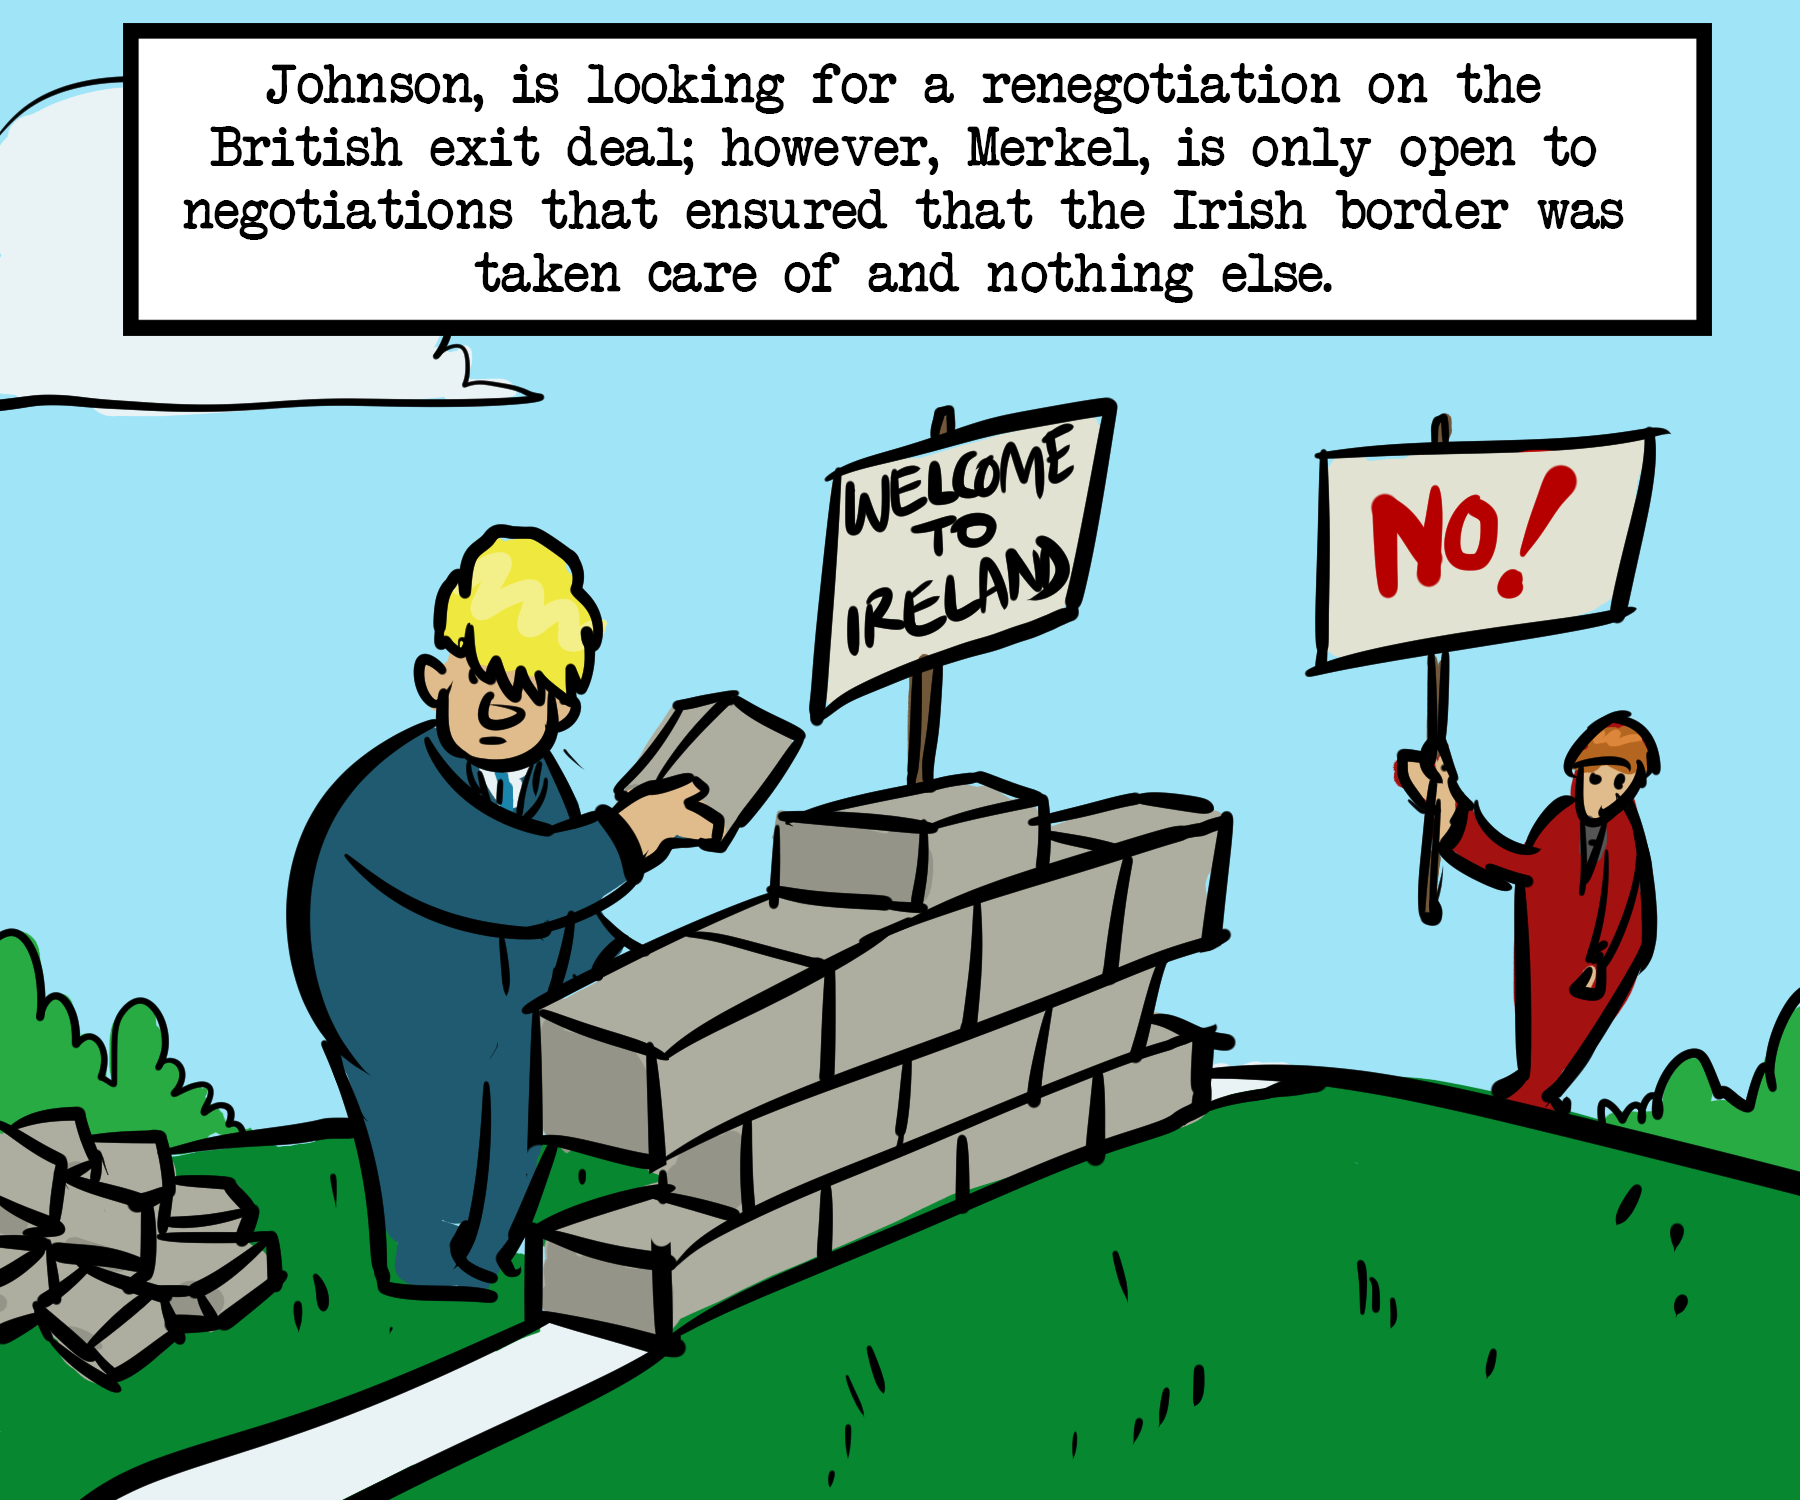 Johnson, is looking for a renegotiation on the
British exit deal; however, Merkel, is only open to
negotiations that ensured that the Irish border was
taken care of and nothing else.
WELCOME
TO
IRELAND
NO!